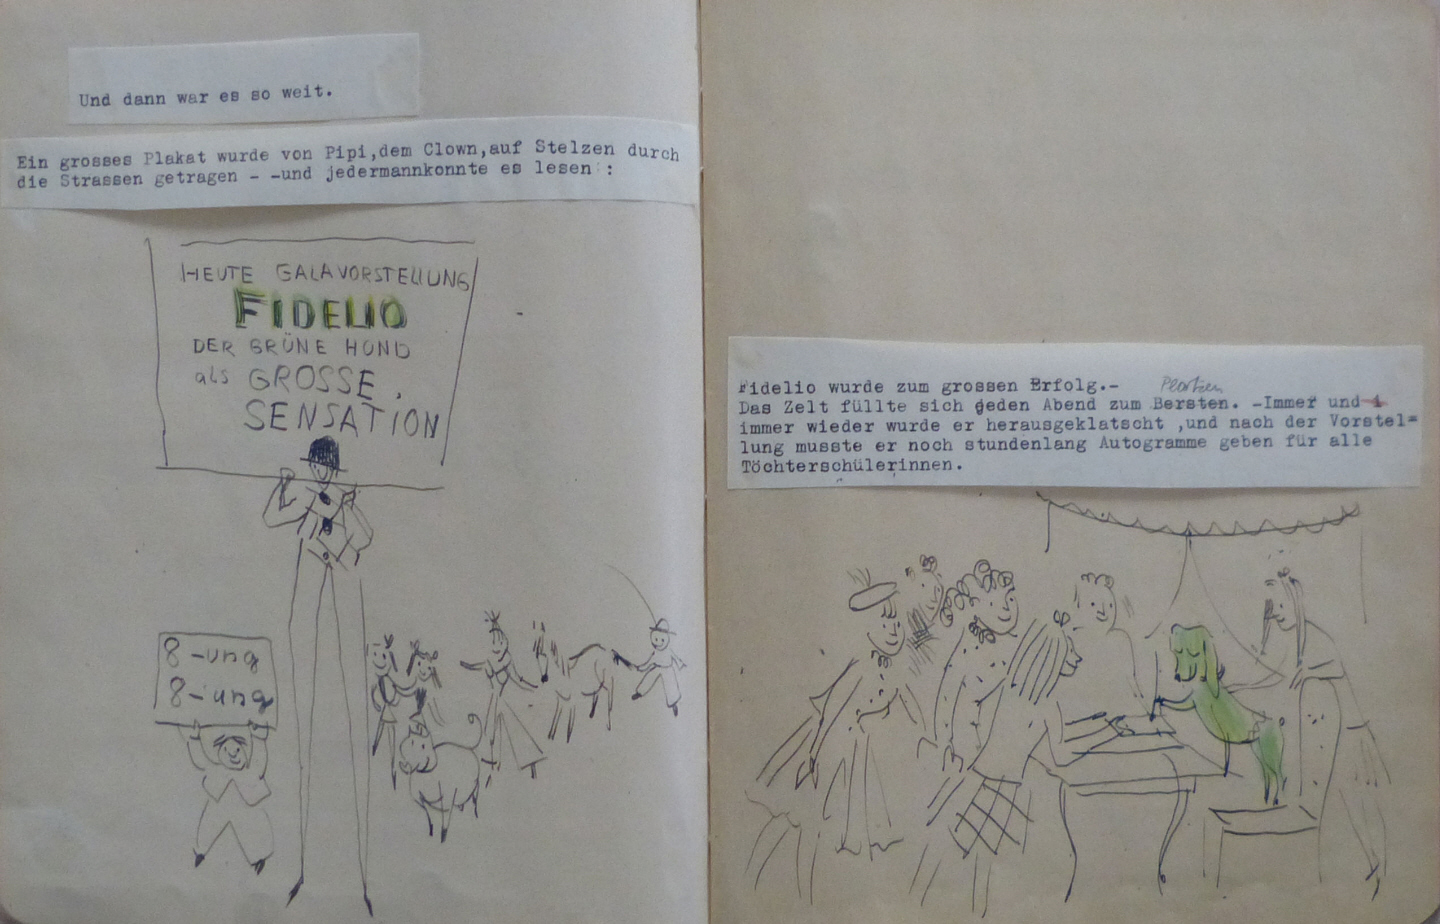 Und dann war es so weit.
Ein grosses Plakat wurde von Pipi,dem Clown,auf Stelzen durch
die Strassen getragen - -und jedermannkonnte es lesen :
HEUTE GALAVORSTELLUNG
FIDELIO
DER GRÜNE HUND
als GROSSE
SENSATION
8-ung
8-ung
Fidelio wurde zum grossen Erfolg.-
Das Zelt füllte sich jeden Abend zum Bersten. -Immer und i
immer wieder wurde er herausgeklatscht ,und nach der Vorstel=
lung musste er noch stundenlang Autogramme geben für alle
Töchterschülerinnen.